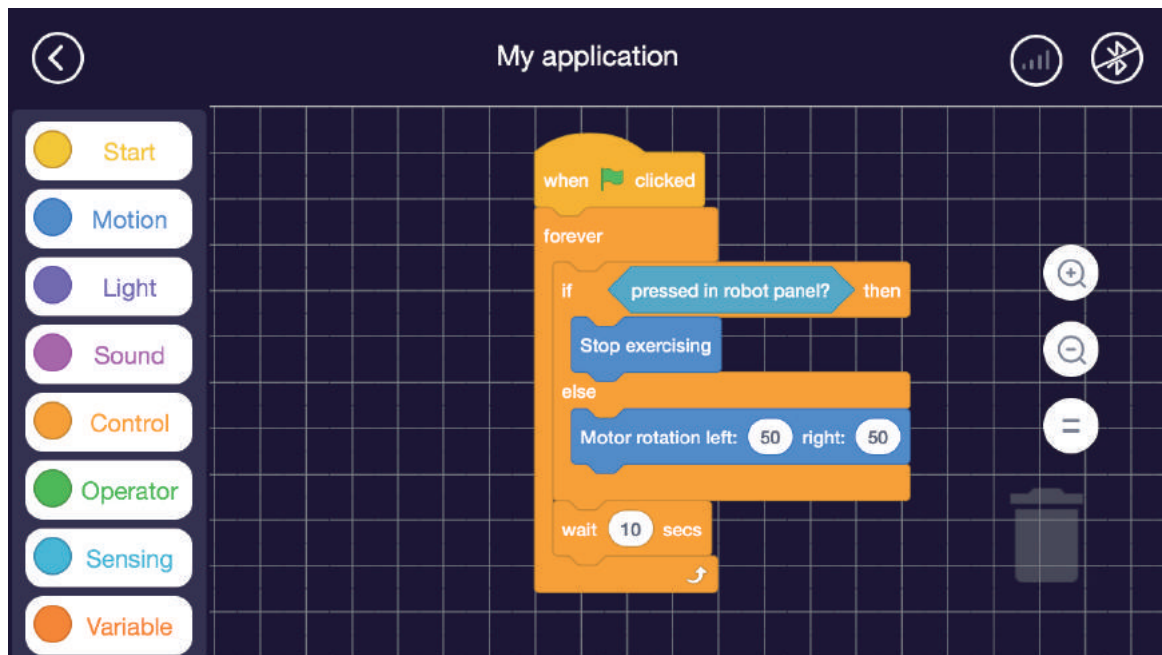 My application
Start
Motion
Light
Sound
Control
Operator
Sensing
Variable
when clicked
forever
if pressed in robot panel? then
Stop exercising
else
Motor rotation left: 50 right: 50
wait 10 secs